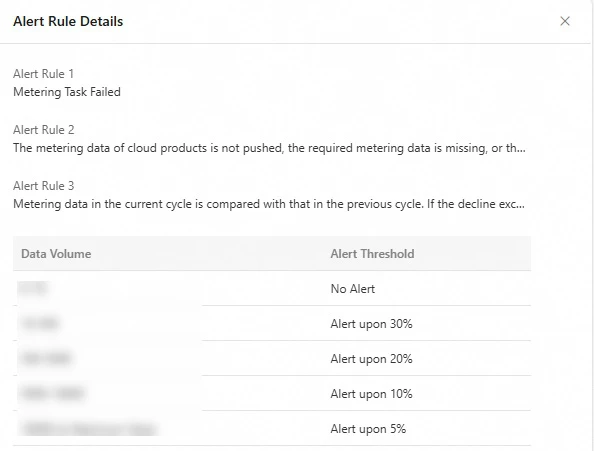 Alert Rule Details
Alert Rule 1
Metering Task Failed
Alert Rule 2
The metering data of cloud products is not pushed, the required metering data is missing, or th...
Alert Rule 3
Metering data in the current cycle is compared with that in the previous cycle. If the decline exc...
Data Volume Alert Threshold
No Alert
Alert upon 30%
Alert upon 20%
Alert upon 10%
Alert upon 5%